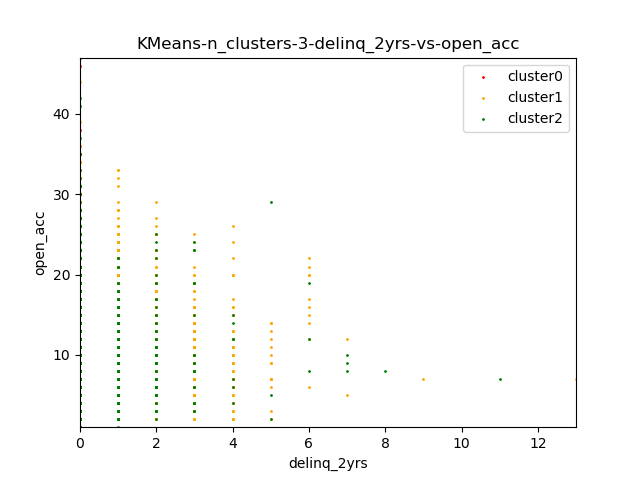 KMeans-n_clusters-3-delinq_2yrs-vs-open_acc
cluster0
cluster1
cluster2
open_acc
40
30
20
10
0 2 4 6 8 10 12
delinq_2yrs